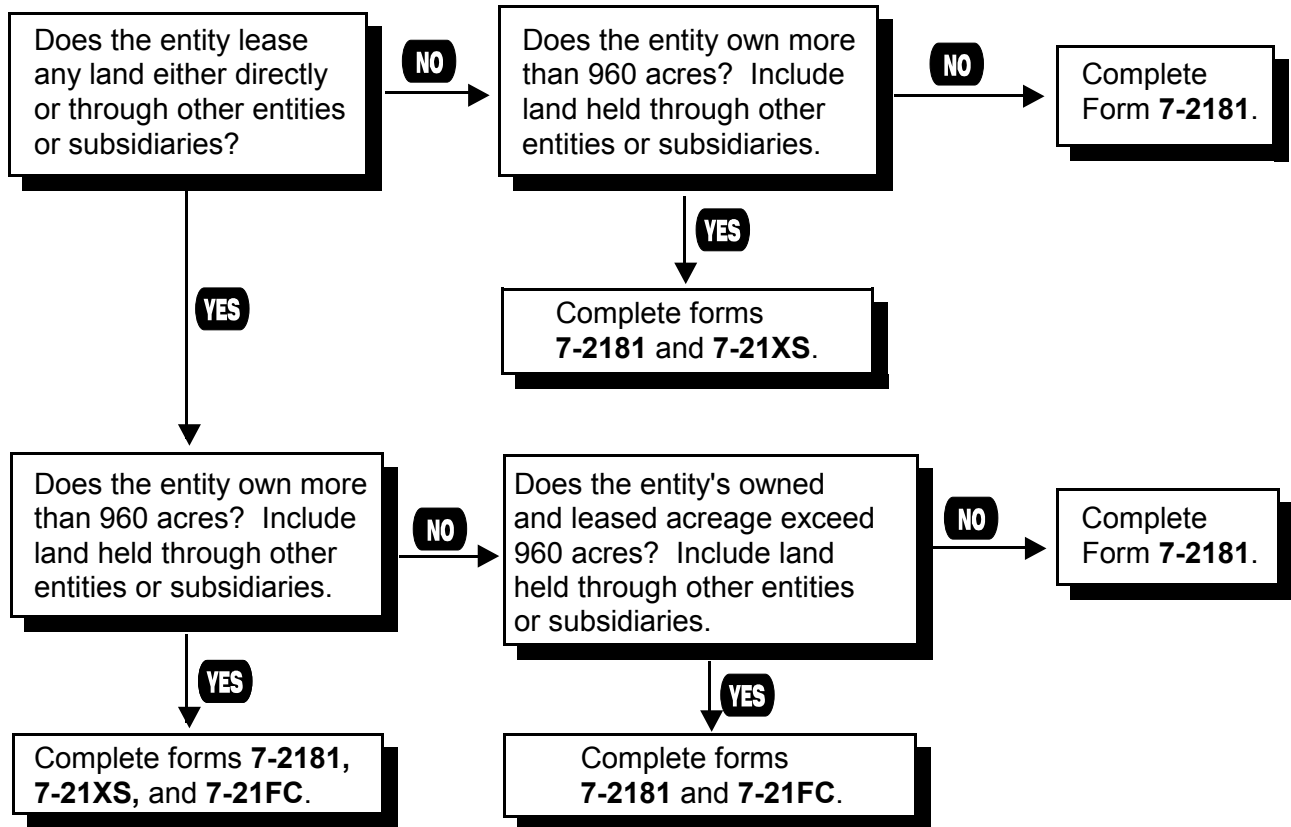 Does the entity lease
any land either directly
or through other entities
or subsidiaries?
NO
Does the entity own more
than 960 acres? Include
land held through other
entities or subsidiaries.
NO
Complete
Form 7-2181.
YES
Complete forms
7-2181 and 7-21XS.
YES
Does the entity own more
than 960 acres? Include
land held through other
entities or subsidiaries.
NO
Does the entity's owned
and leased acreage exceed
960 acres? Include land
held through other entities
or subsidiaries.
NO
Complete
Form 7-2181.
YES
Complete forms 7-2181,
7-21XS, and 7-21FC.
YES
Complete forms
7-2181 and 7-21FC.